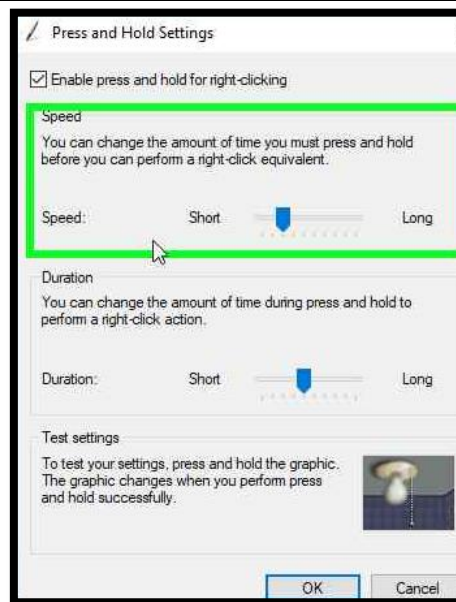 Press and Hold Settings
Enable press and hold for right-clicking
Speed
You can change the amount of time you must press and hold
before you can perform a right-click equivalent.
Speed: Short Long
Duration
You can change the amount of time during press and hold to
perform a right-click action.
Duration: Short Long
Test settings
To test your settings, press and hold the graphic.
The graphic changes when you perform press
and hold successfully.
OK Cancel